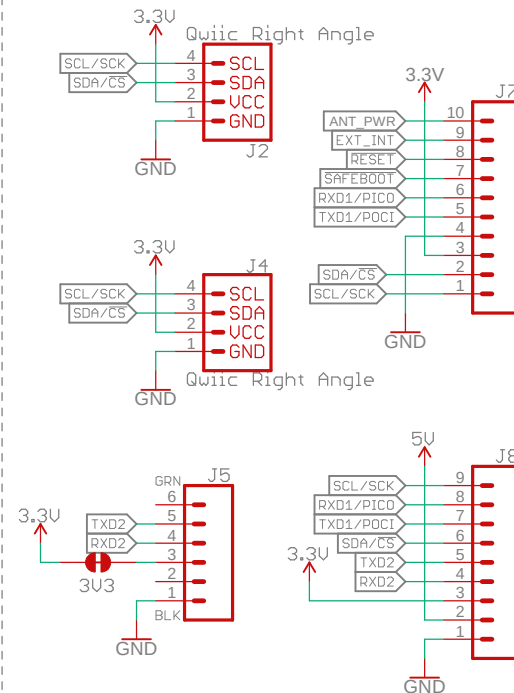 3.3V
Qwiic Right Angle
SCL/SCK 4 SCL
SDA/CS 3 SDA
2 VCC
1 GND
J2
GND
3.3V
J4
SCL/SCK 4 SCL
SDA/CS 3 SDA
2 VCC
1 GND
Qwiic Right Angle
GND
J5
GRN
6
3.3V
TXD2 5
RXD2 4
3
3V3
2
1
BLK
GND
3.3V
J7
ANT_PWR 10
EXT_INT 9
RESET 8
SAFEBOOT 7
RXD1/PICO 6
TXD1/POCI 5
4
3
SDA/CS 2
SCL/SCK 1
GND
5V
J8
SCL/SCK 9
RXD1/PICO 8
TXD1/POCI 7
SDA/CS 6
3.3V
TXD2 5
RXD2 4
3
2
1
GND